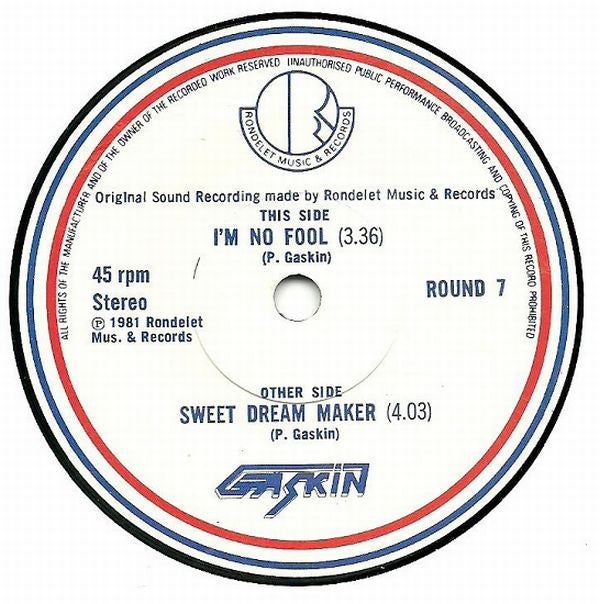 ALL RIGHTS OF THE MANUFACTURER AND OF THE OWNER OF THE RECORDED WORK RESERVED UNAUTHORISED PUBLIC PERFORMANCE BROADCASTING AND COPYING OF THIS RECORD PROHIBITED
R
RONDELET MUSIC & RECORDS
Original Sound Recording made by Rondelet Music & Records
THIS SIDE
I'M NO FOOL (3.36)
(P. Gaskin)
45 rpm
Stereo
ROUND 7
℗ 1981 Rondelet
Mus. & Records
OTHER SIDE
SWEET DREAM MAKER (4.03)
(P. Gaskin)
GASKIN